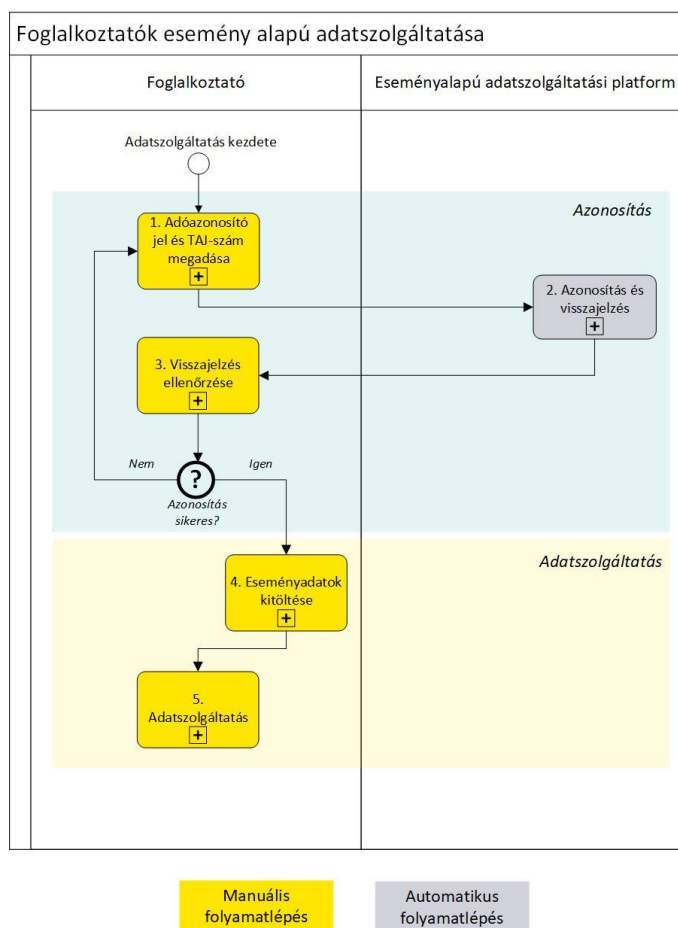 Foglalkoztatók esemény alapú adatszolgáltatása
Foglalkoztató
Eseményalapú adatszolgáltatási platform
Adatszolgáltatás kezdete
Azonosítás
1. Adóazonosító
jel és TAJ-szám
megadása
2. Azonosítás és
visszajelzés
3. Visszajelzés
ellenőrzése
Nem
?
Igen
Azonosítás
sikeres?
Adatszolgáltatás
4. Eseményadatok
kitöltése
5.
Adatszolgáltatás
Manuális
folyamatlépés
Automatikus
folyamatlépés